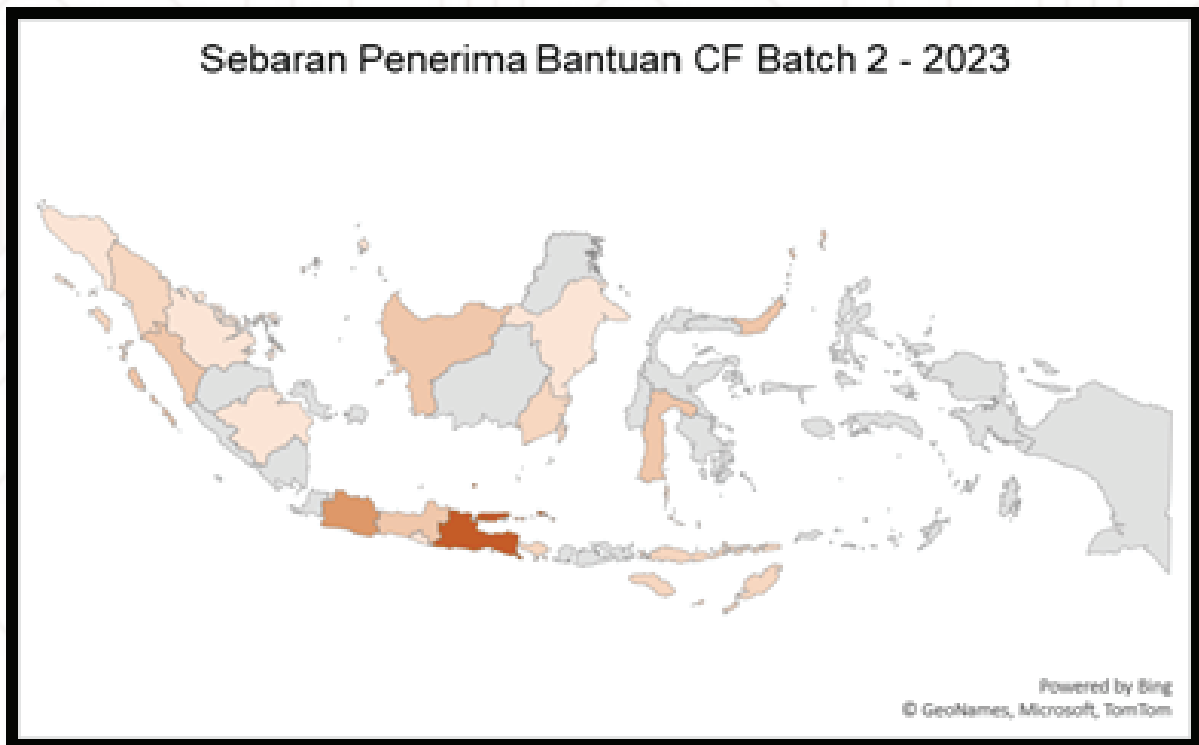 Sebaran Penerima Bantuan CF Batch 2 - 2023
Powered by Bing
© GeoNames, Microsoft, TomTom